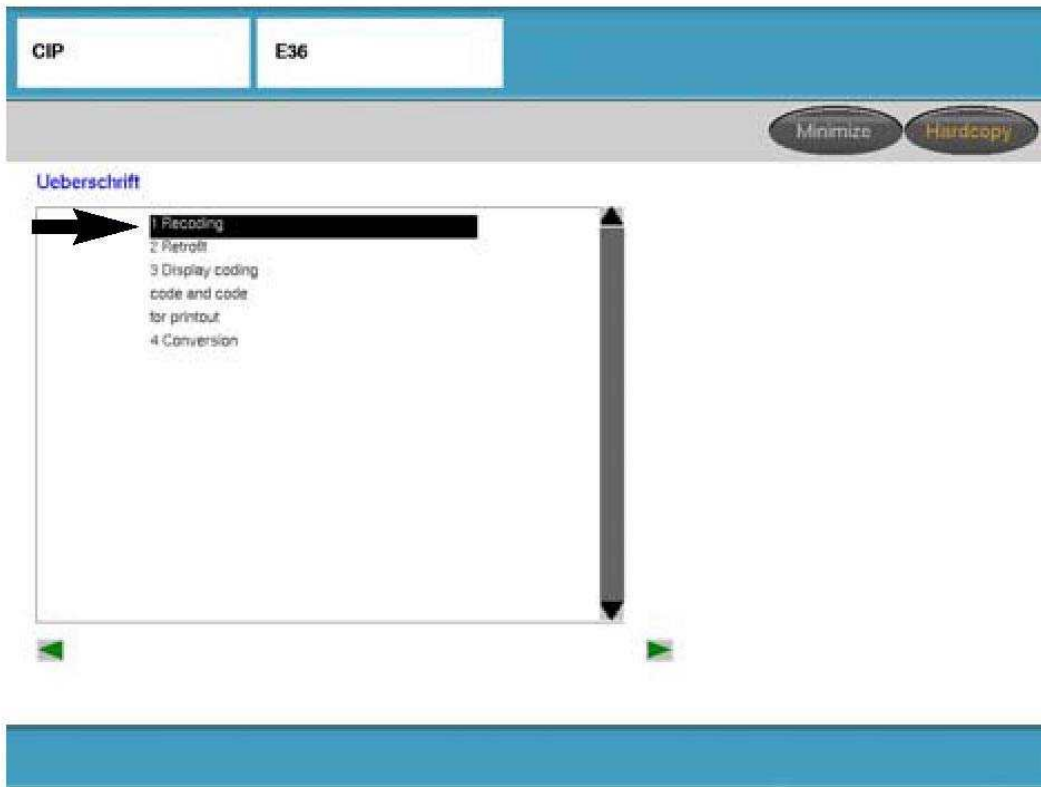 CIP E36
Minimize Hardcopy
Ueberschrift
1 Recoding
2 Retrofit
3 Display coding
code and code
for printout
4 Conversion